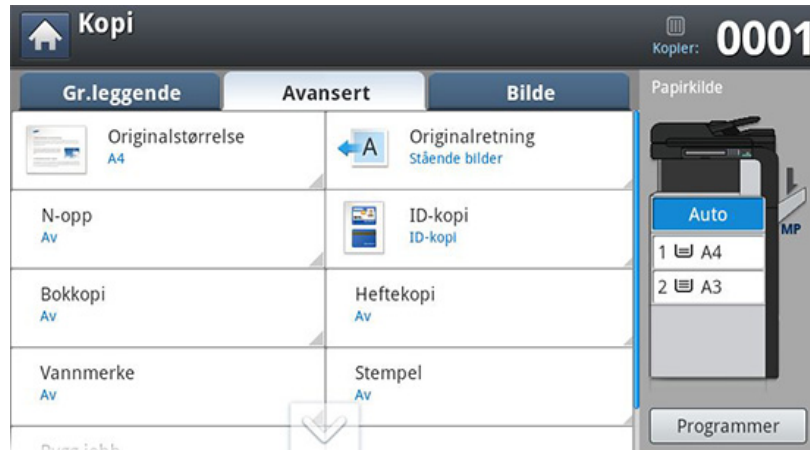 Kopi
Kopier: 0001
Gr.leggende
Avansert
Bilde
Papirkilde
Originalstørrelse
A4
A
Originalretning
Stående bilder
N-opp
Av
ID-kopi
ID-kopi
Auto
MP
1 A4
2 A3
Bokkopi
Av
Heftekopi
Av
Vannmerke
Av
Stempel
Av
Programmer